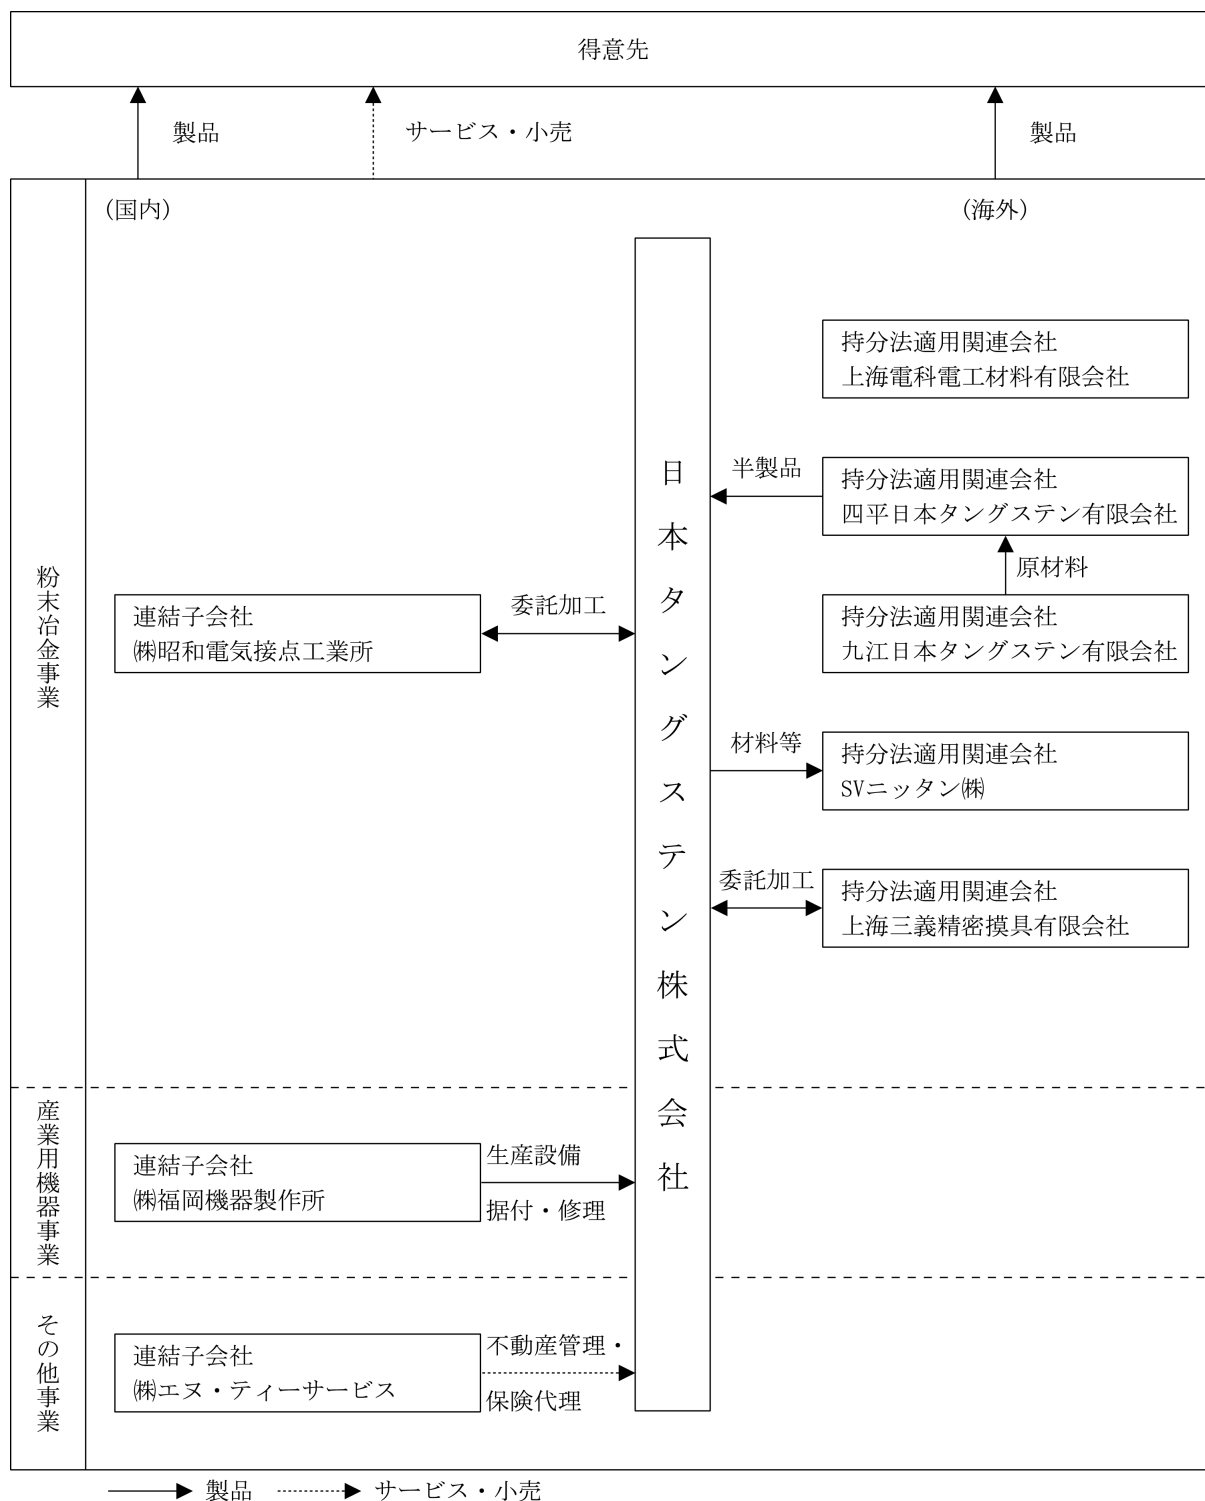 得意先
製品
サービス・小売
製品
(国内)
(海外)
粉末冶金事業
日本タングステン株式会社
持分法適用関連会社
上海電科電工材料有限会社
半製品
持分法適用関連会社
四平日本タングステン有限会社
原材料
持分法適用関連会社
九江日本タングステン有限会社
連結子会社
㈱昭和電気接点工業所
委託加工
材料等
持分法適用関連会社
SVニッタン㈱
委託加工
持分法適用関連会社
上海三義精密摸具有限会社
産業用機器事業
連結子会社
㈱福岡機器製作所
生産設備
据付・修理
その他事業
連結子会社
㈱エヌ・ティーサービス
不動産管理・
保険代理
製品
サービス・小売